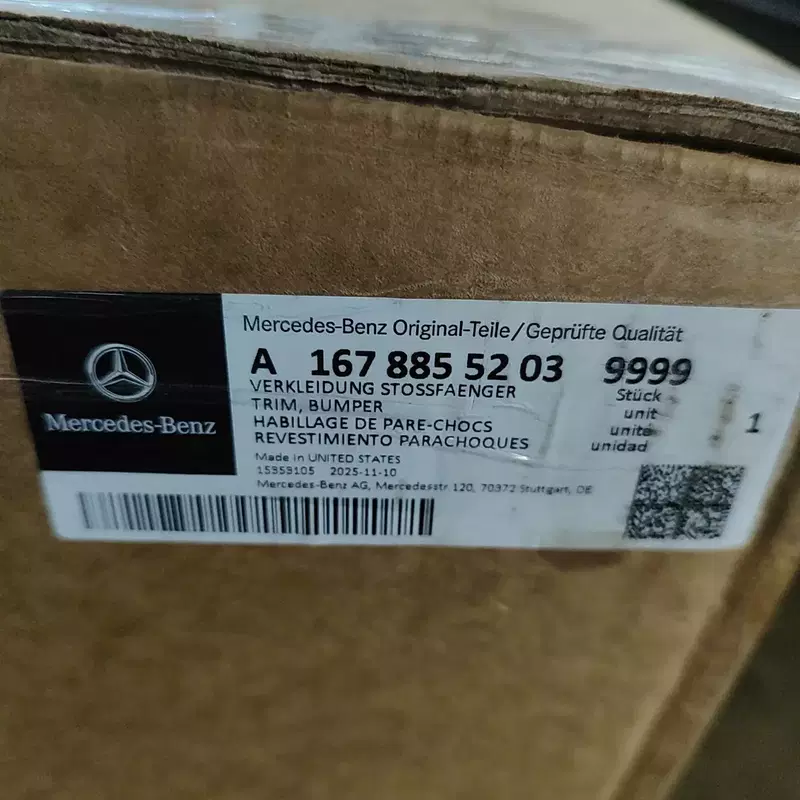 Mercedes-Benz
Mercedes-Benz Original-Teile/Geprüfte Qualität
A 167 885 52 03 9999
VERKLEIDUNG STOSSFAENGER
TRIM, BUMPER
HABILLAGE DE PARE-CHOCS
REVESTIMIENTO PARACHOQUES
Stück
unit
unité
unidad
1
Made in UNITED STATES
15353105 2025-11-10
Mercedes-Benz AG, Mercedesstr 120, 70372 Stuttgart, DE